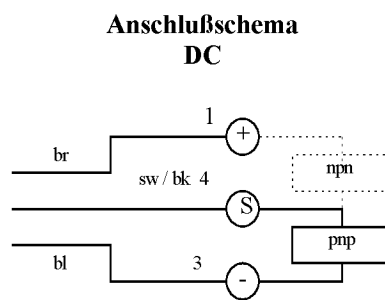 Anschlußschema
DC
1 +
br
npn
sw / bk 4 S
pnp
bl 3 -